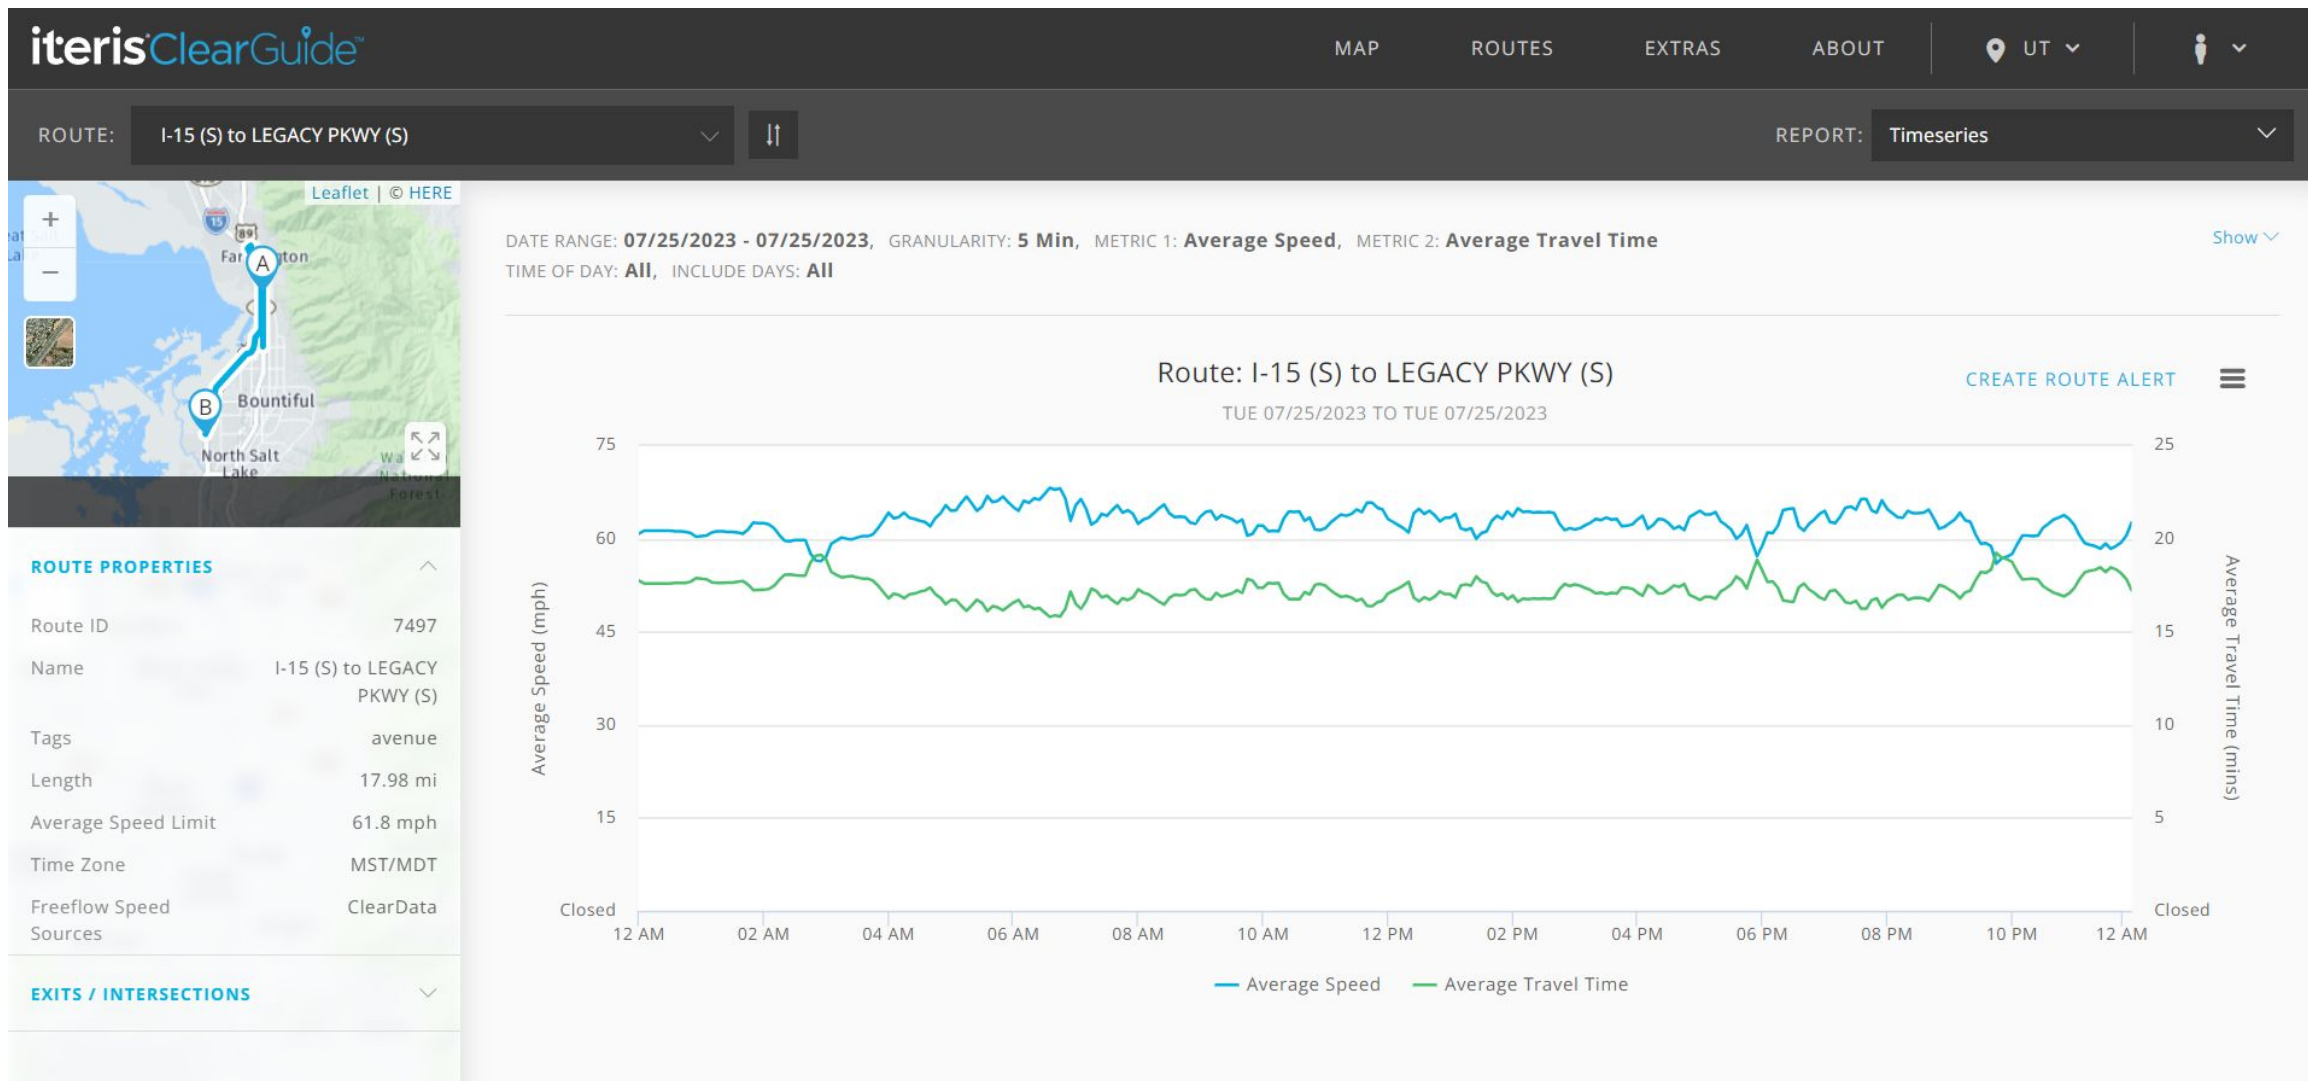 iteris ClearGuide™
MAP ROUTES EXTRAS ABOUT UT
ROUTE: I-15 (S) to LEGACY PKWY (S) REPORT: Timeseries
Leaflet | © HERE
+
−
15
89
A
Bountiful
B
North Salt
Lake
National
Forest
DATE RANGE: 07/25/2023 - 07/25/2023, GRANULARITY: 5 Min, METRIC 1: Average Speed, METRIC 2: Average Travel Time
Show
TIME OF DAY: All, INCLUDE DAYS: All
ROUTE PROPERTIES
Route ID 7497
Name I-15 (S) to LEGACY
PKWY (S)
Tags avenue
Length 17.98 mi
Average Speed Limit 61.8 mph
Time Zone MST/MDT
Freeflow Speed ClearData
Sources
EXITS / INTERSECTIONS
Route: I-15 (S) to LEGACY PKWY (S)
CREATE ROUTE ALERT
TUE 07/25/2023 TO TUE 07/25/2023
75 25
60 20
45 15
30 10
15 5
Closed Closed
Average Speed (mph)
Average Travel Time (mins)
12 AM 02 AM 04 AM 06 AM 08 AM 10 AM 12 PM 02 PM 04 PM 06 PM 08 PM 10 PM 12 AM
Average Speed Average Travel Time